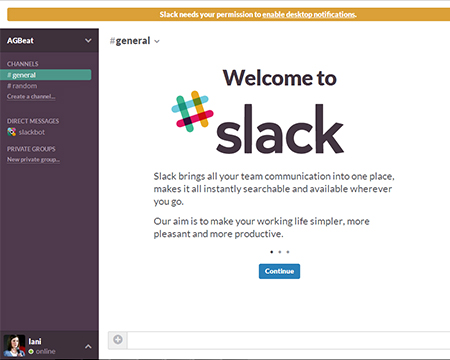 Slack needs your permission to enable desktop notifications.
AGBeat
#general
CHANNELS
# general
# random
Create a channel...
DIRECT MESSAGES
slackbot
PRIVATE GROUPS
New private group...
Welcome to
slack
Slack brings all your team communication into one place,
makes it all instantly searchable and available wherever
you go.
Our aim is to make your working life simpler, more
pleasant and more productive.
Continue
lani
online